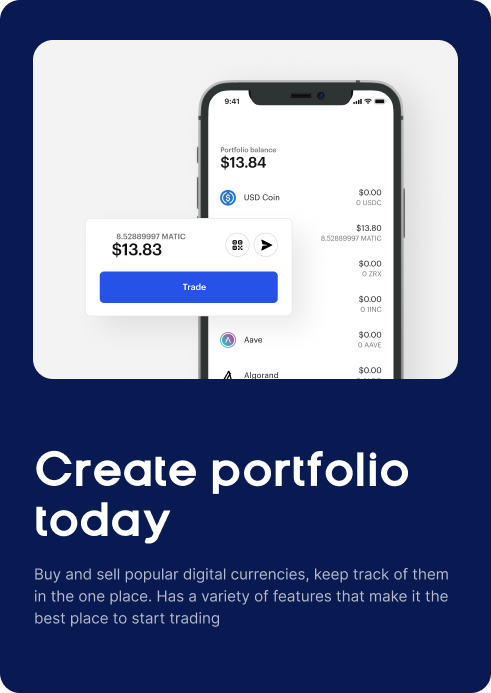 9:41
Portfolio balance
$13.84
USD Coin
$0.00
0 USDC
$13.80
8.52889997 MATIC
8.52889997 MATIC
$13.83
Trade
$0.00
0 ZRX
$0.00
0 1INC
Aave
$0.00
0 AAVE
Algorand
$0.00
Create portfolio
today
Buy and sell popular digital currencies, keep track of them
in the one place. Has a variety of features that make it the
best place to start trading